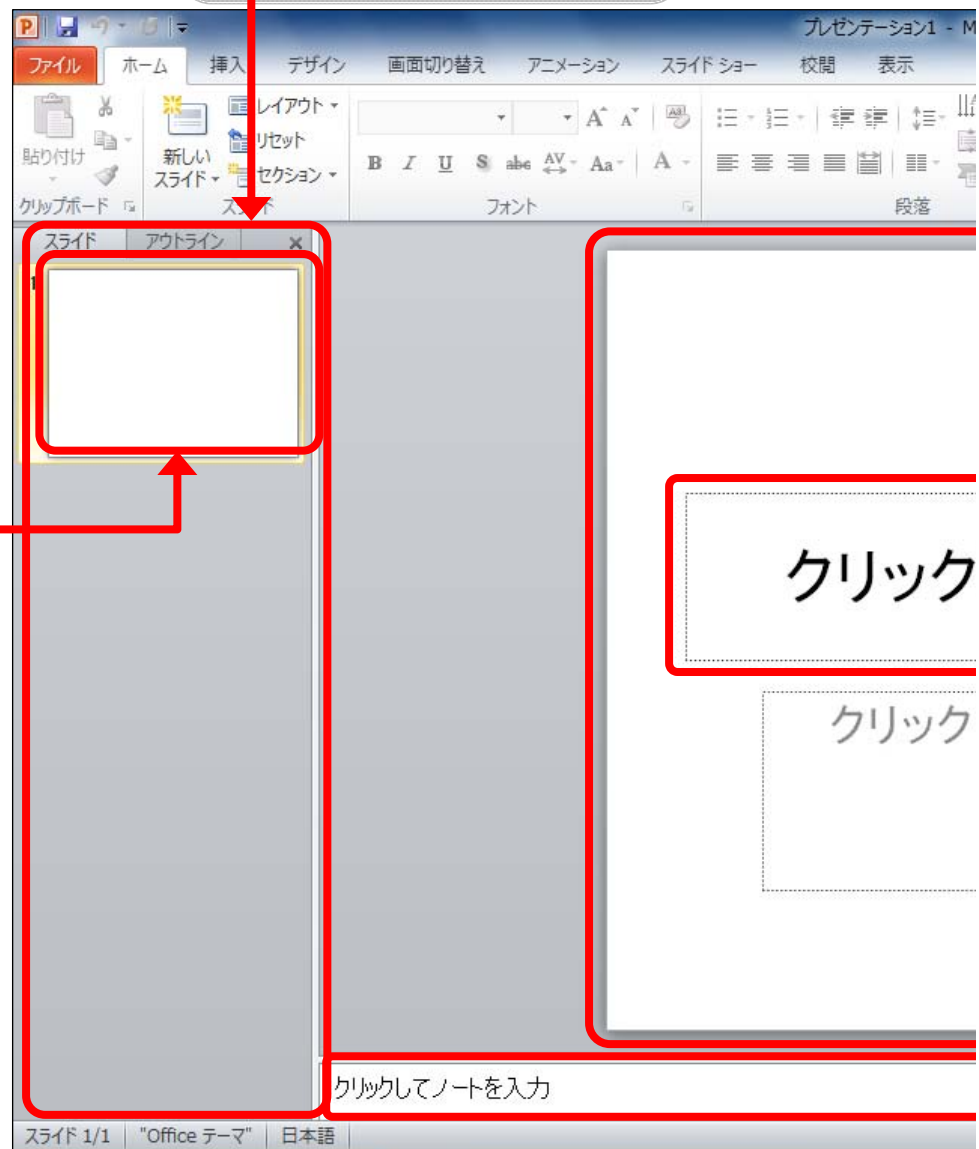 プレゼンテーション1 - M
ファイル ホーム 挿入 デザイン 画面切り替え アニメーション スライド ショー 校閲 表示
貼り付け
新しい
スライド
レイアウト
リセット
セクション
B I U S abc AV Aa A
クリップボード
フォント
段落
スライド アウトライン
1
クリック
クリック
クリックしてノートを入力
スライド 1/1 "Office テーマ" 日本語